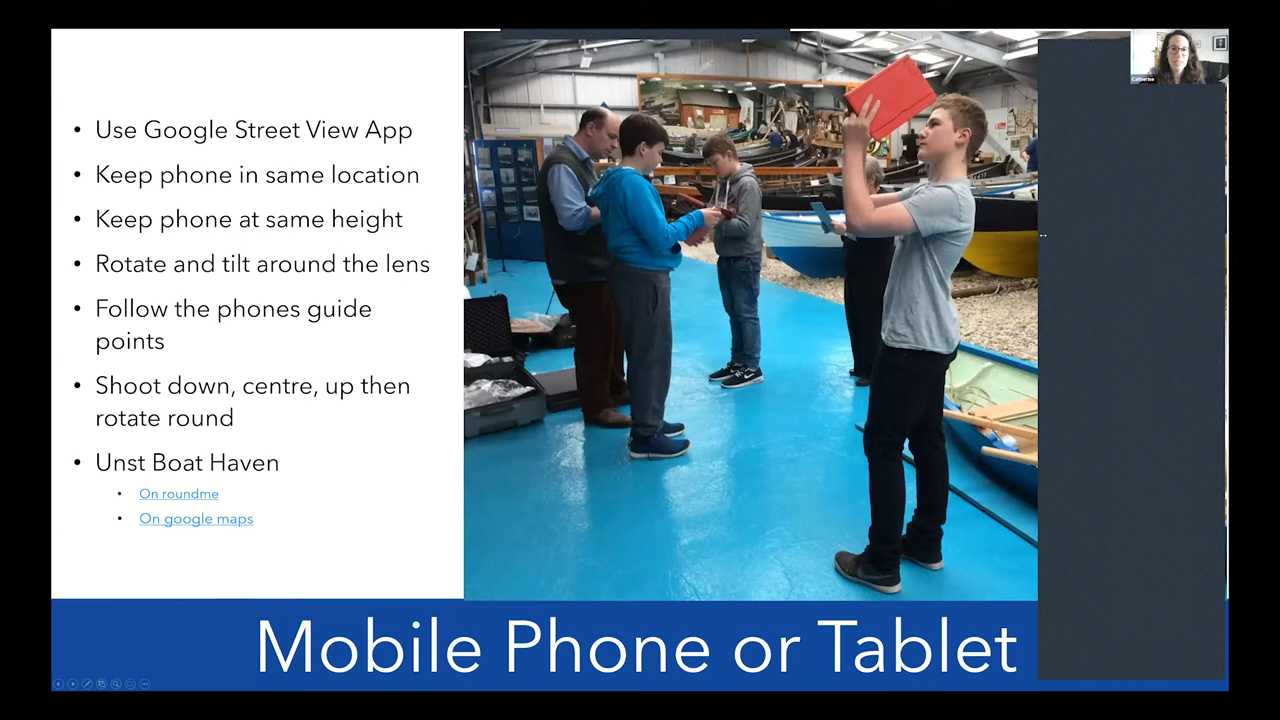 • Use Google Street View App
• Keep phone in same location
• Keep phone at same height
• Rotate and tilt around the lens
• Follow the phones guide
points
• Shoot down, centre, up then
rotate round
• Unst Boat Haven
• On roundme
• On google maps
Mobile Phone or Tablet
Catherine